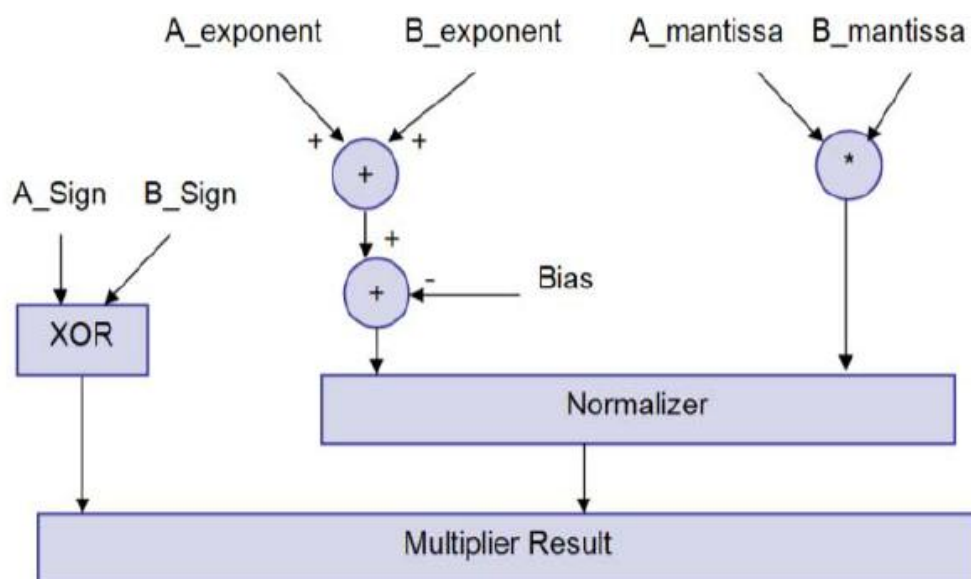 A_exponent B_exponent A_mantissa B_mantissa
+ +
+
*
A_Sign B_Sign
+
+
-
Bias
XOR
Normalizer
Multiplier Result